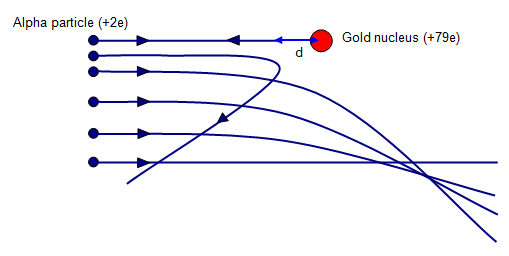 Alpha particle (+2e)
Gold nucleus (+79e)
d